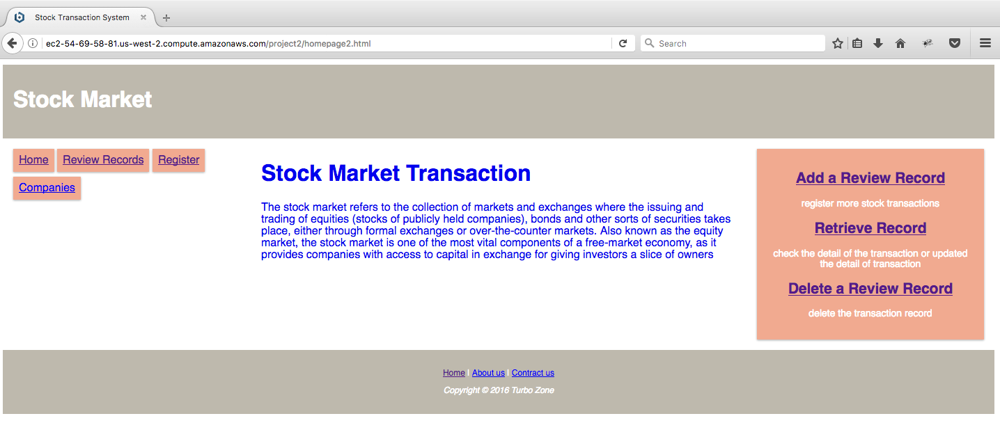 Stock Transaction System
ec2-54-69-58-81.us-west-2.compute.amazonaws.com/project2/homepage2.html
Search
Stock Market
Home Review Records Register
Companies
Stock Market Transaction
The stock market refers to the collection of markets and exchanges where the issuing and
trading of equities (stocks of publicly held companies), bonds and other sorts of securities takes
place, either through formal exchanges or over-the-counter markets. Also known as the equity
market, the stock market is one of the most vital components of a free-market economy, as it
provides companies with access to capital in exchange for giving investors a slice of owners
Add a Review Record
register more stock transactions
Retrieve Record
check the detail of the transaction or updated
the detail of transaction
Delete a Review Record
delete the transaction record
Home | About us | Contract us
Copyright © 2016 Turbo Zone